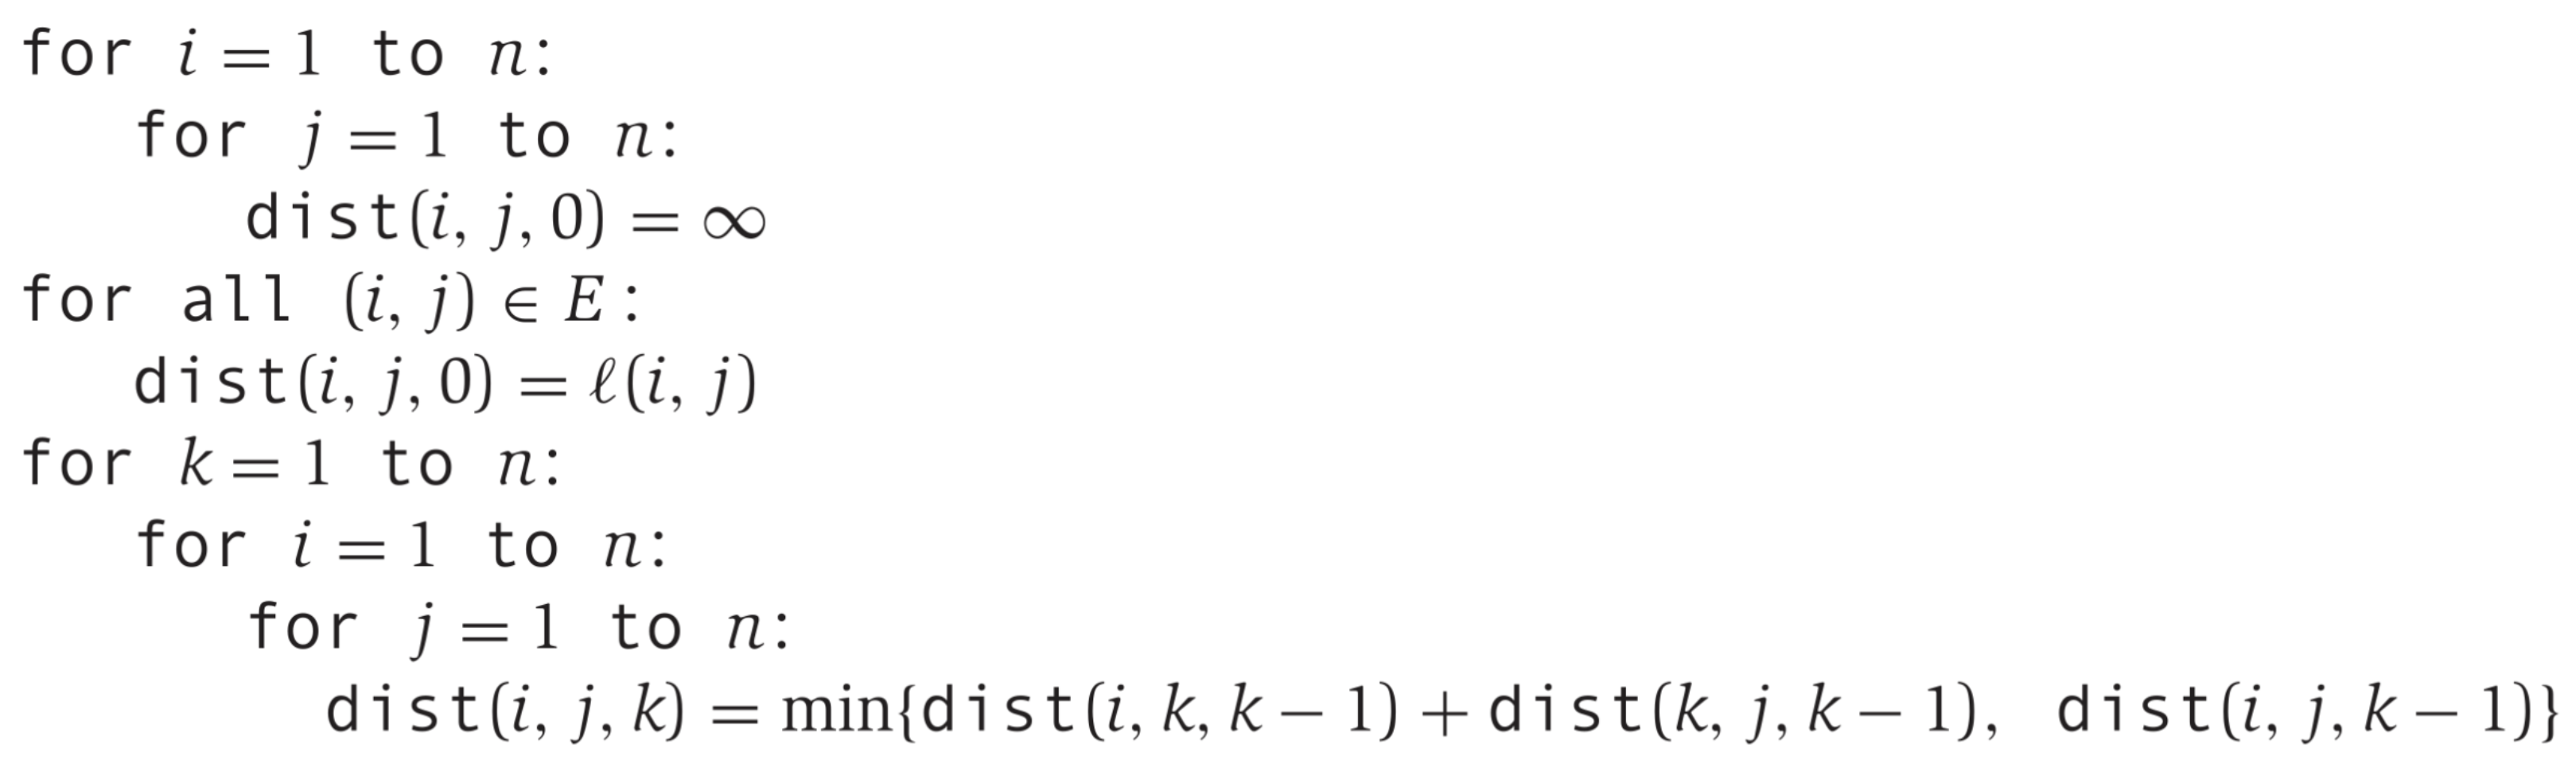 for i = 1 to n:
for j = 1 to n:
dist(i, j, 0) = ∞
for all (i, j) ∈ E:
dist(i, j, 0) = ℓ(i, j)
for k = 1 to n:
for i = 1 to n:
for j = 1 to n:
dist(i, j, k) = min{dist(i, k, k − 1) + dist(k, j, k − 1), dist(i, j, k − 1)}